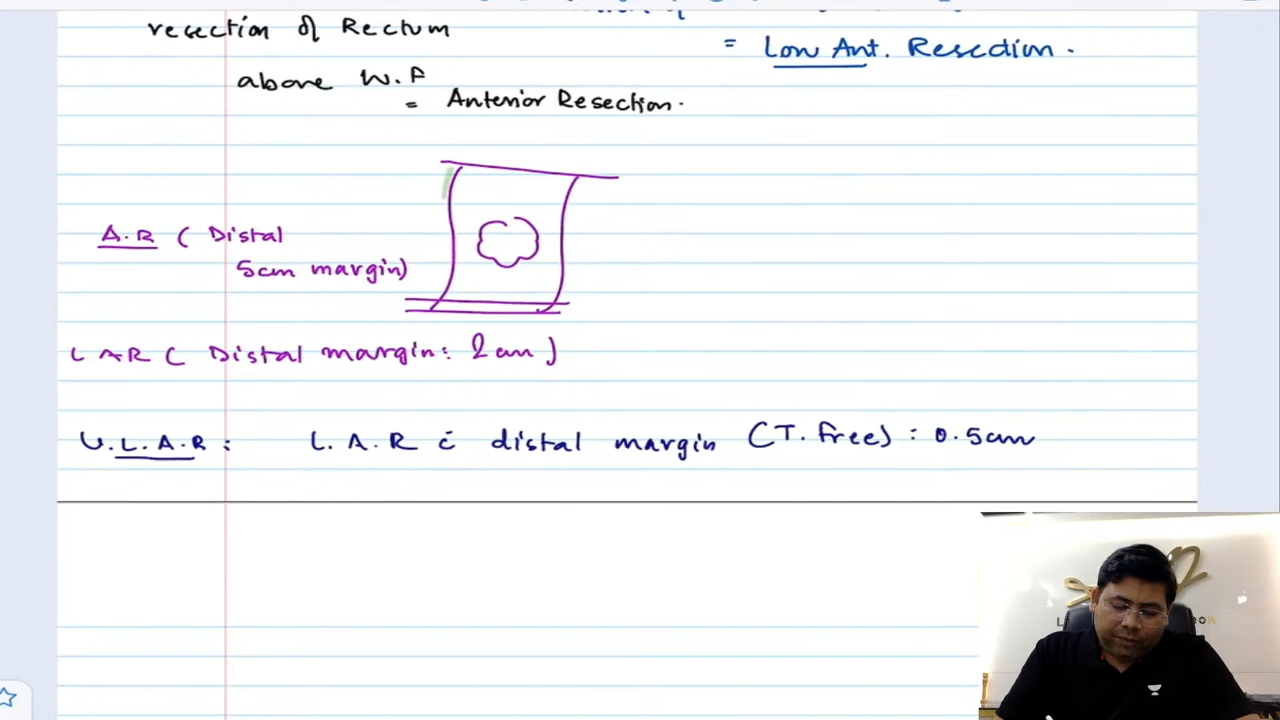 resection of Rectum
= Low Ant. Resection.
above W.F
= Anterior Resection.
A.R ( Distal
5cm margin)
LAR ( Distal margin: 2cm )
U.L.A.R : L.A.R c̄ distal margin (T. free) : 0.5cm